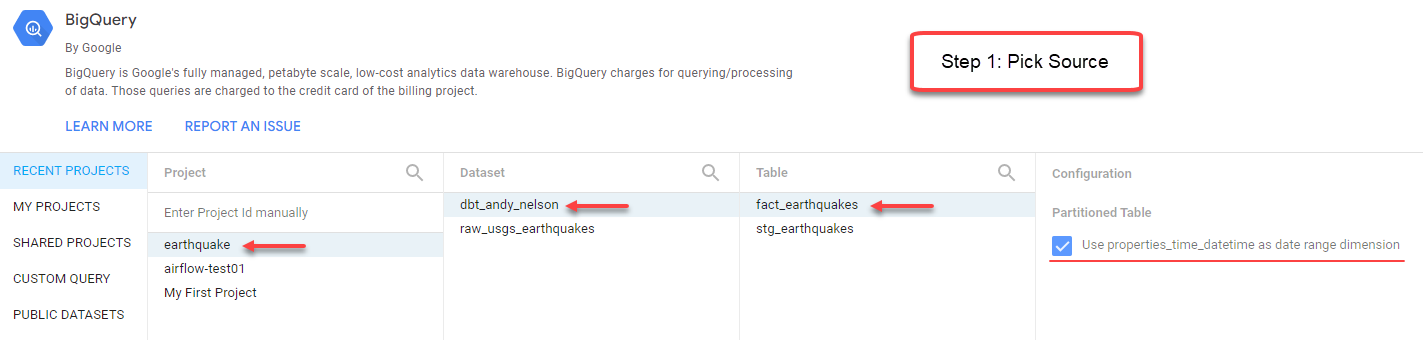 BigQuery
By Google
BigQuery is Google's fully managed, petabyte scale, low-cost analytics data warehouse. BigQuery charges for querying/processing
of data. Those queries are charged to the credit card of the billing project.
LEARN MORE REPORT AN ISSUE
Step 1: Pick Source
RECENT PROJECTS
MY PROJECTS
SHARED PROJECTS
CUSTOM QUERY
PUBLIC DATASETS
Project
Enter Project Id manually
earthquake
airflow-test01
My First Project
Dataset
dbt_andy_nelson
raw_usgs_earthquakes
Table
fact_earthquakes
stg_earthquakes
Configuration
Partitioned Table
Use properties_time_datetime as date range dimension